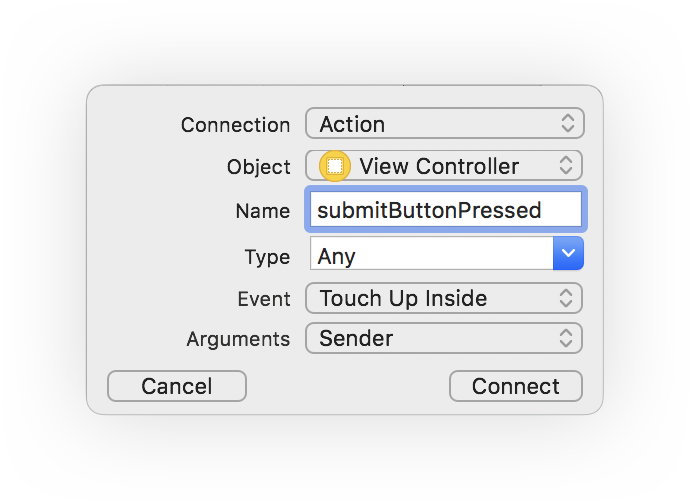 Connection Action
Object View Controller
Name submitButtonPressed
Type Any
Event Touch Up Inside
Arguments Sender
Cancel Connect